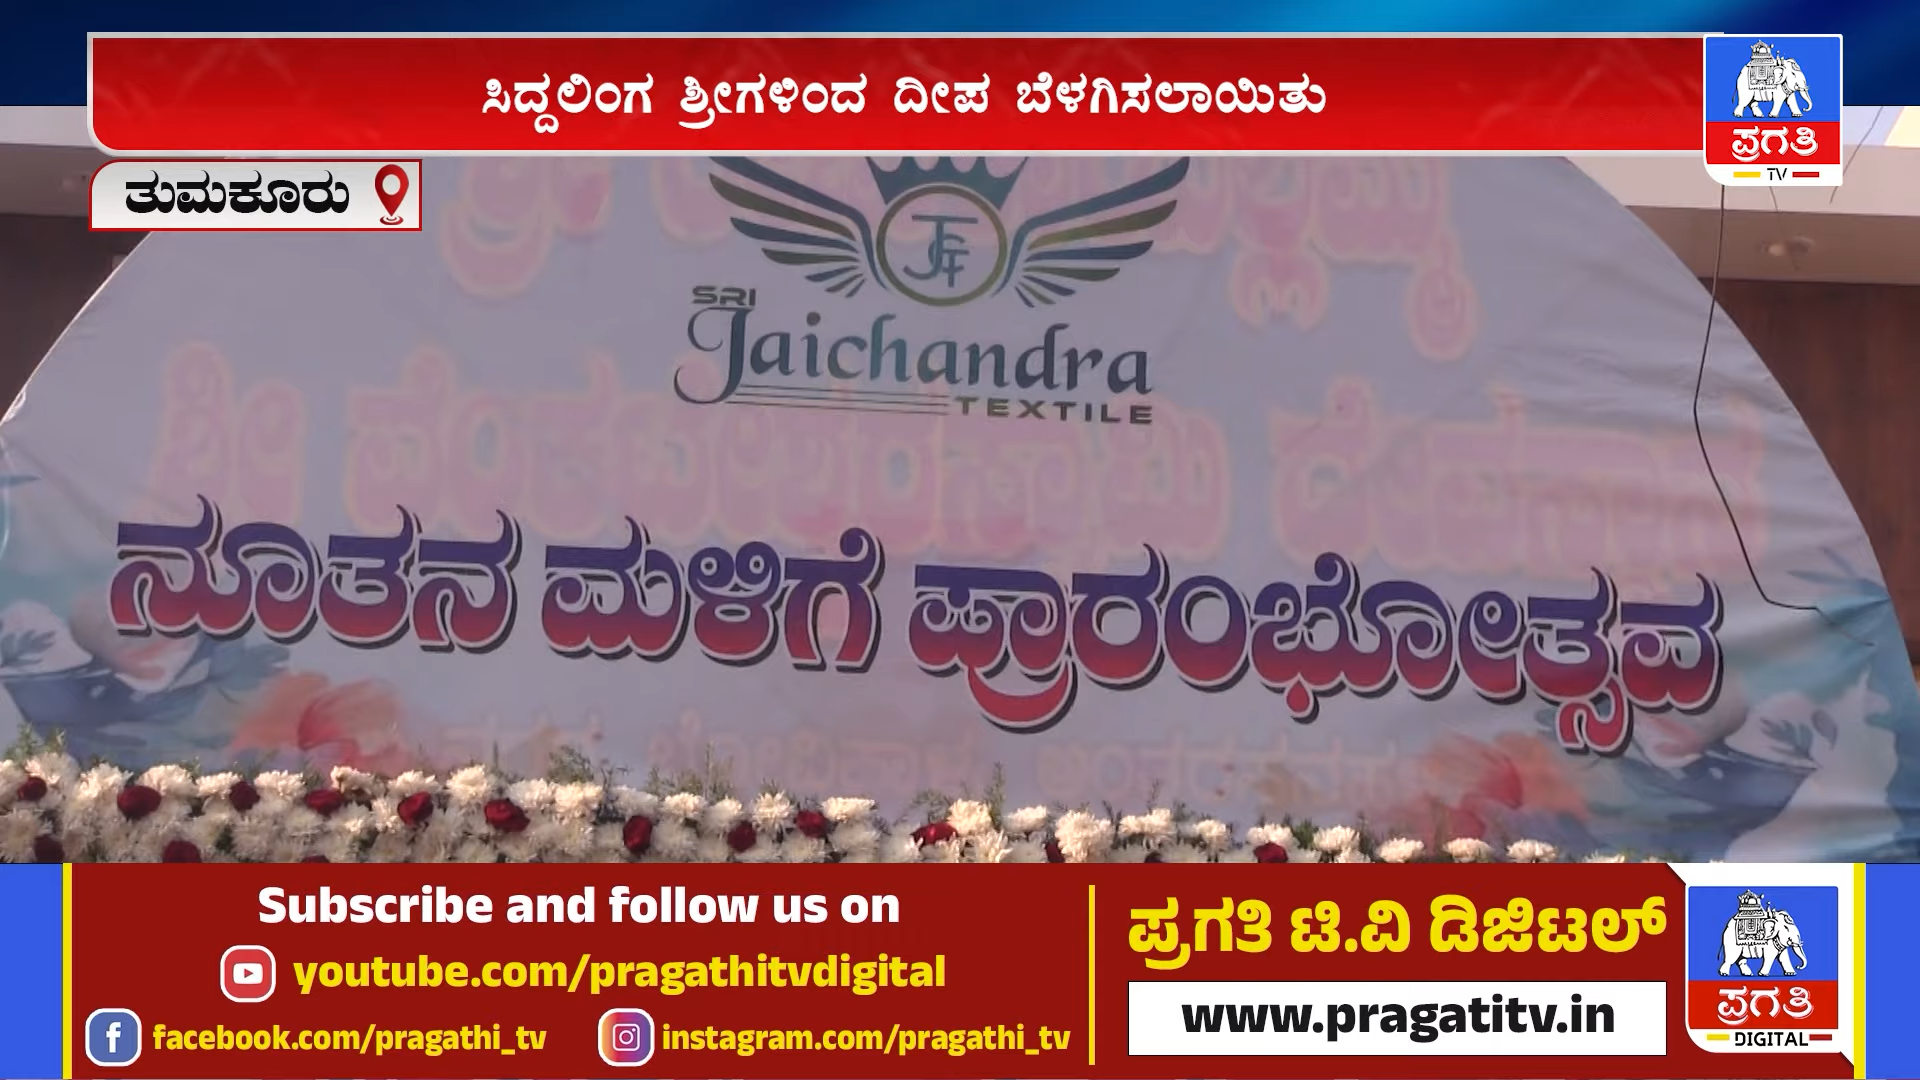 ಸಿದ್ದಲಿಂಗ ಶ್ರೀಗಳಿಂದ ದೀಪ ಬೆಳಗಿಸಲಾಯಿತು
ಪ್ರಗತಿ
TV
ತುಮಕೂರು
SRI
Jaichandra
TEXTILE
ನೂತನ ಮಳಿಗೆ ಪ್ರಾರಂಭೋತ್ಸವ
Subscribe and follow us on
youtube.com/pragathitvdigital
facebook.com/pragathi_tv
instagram.com/pragathi_tv
ಪ್ರಗತಿ ಟಿ.ವಿ ಡಿಜಿಟಲ್
www.pragatitv.in
ಪ್ರಗತಿ
DIGITAL